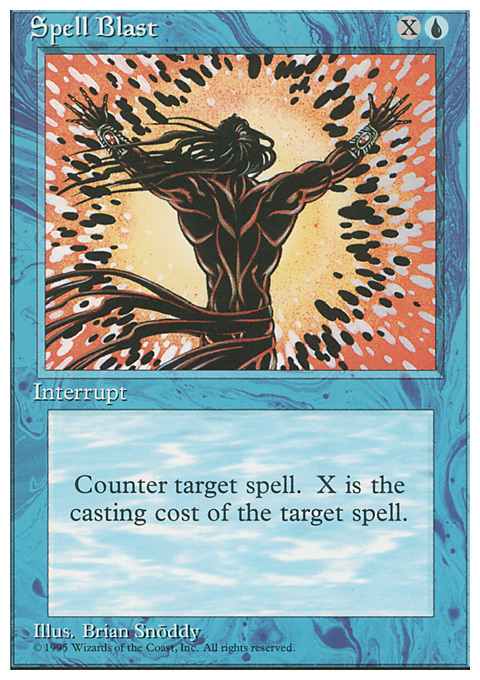 Spell Blast X
Interrupt
Counter target spell. X is the
casting cost of the target spell.
Illus. Brian Snōddy
© 1995 Wizards of the Coast, Inc. All rights reserved.